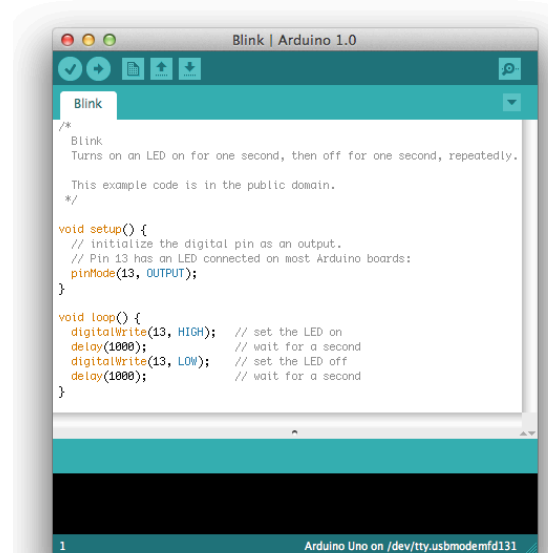 Blink | Arduino 1.0
Blink
/*
  Blink
  Turns on an LED on for one second, then off for one second, repeatedly.

  This example code is in the public domain.
 */

void setup() {
  // initialize the digital pin as an output.
  // Pin 13 has an LED connected on most Arduino boards:
  pinMode(13, OUTPUT);
}

void loop() {
  digitalWrite(13, HIGH);   // set the LED on
  delay(1000);              // wait for a second
  digitalWrite(13, LOW);    // set the LED off
  delay(1000);              // wait for a second
}
1 Arduino Uno on /dev/tty.usbmodemfd131